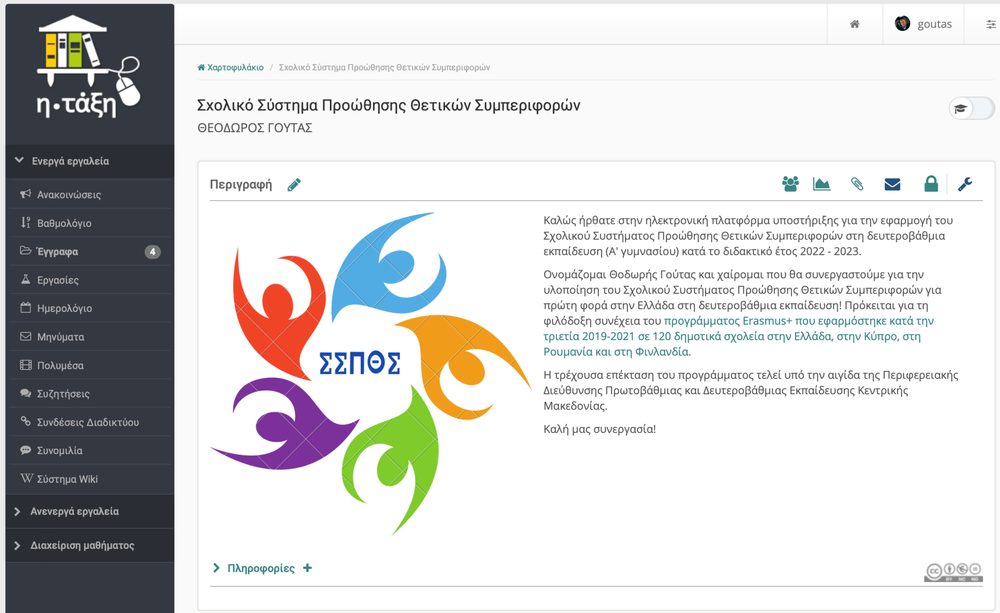 η•τάξη
goutas
Χαρτοφυλάκιο / Σχολικό Σύστημα Προώθησης Θετικών Συμπεριφορών
Σχολικό Σύστημα Προώθησης Θετικών Συμπεριφορών
ΘΕΟΔΩΡΟΣ ΓΟΥΤΑΣ
Ενεργά εργαλεία
Ανακοινώσεις
Βαθμολόγιο
Έγγραφα 4
Εργασίες
Ημερολόγιο
Μηνύματα
Πολυμέσα
Συζητήσεις
Συνδέσεις Διαδικτύου
Συνομιλία
Σύστημα Wiki
Ανενεργά εργαλεία
Διαχείριση μαθήματος
Περιγραφή
ΣΣΠΘΣ
Καλώς ήρθατε στην ηλεκτρονική πλατφόρμα υποστήριξης για την εφαρμογή του
Σχολικού Συστήματος Προώθησης Θετικών Συμπεριφορών στη δευτεροβάθμια
εκπαίδευση (Α' γυμνασίου) κατά το διδακτικό έτος 2022 - 2023.
Ονομάζομαι Θοδωρής Γούτας και χαίρομαι που θα συνεργαστούμε για την
υλοποίηση του Σχολικού Συστήματος Προώθησης Θετικών Συμπεριφορών για
πρώτη φορά στην Ελλάδα στη δευτεροβάθμια εκπαίδευση! Πρόκειται για τη
φιλόδοξη συνέχεια του προγράμματος Erasmus+ που εφαρμόστηκε κατά την
τριετία 2019-2021 σε 120 δημοτικά σχολεία στην Ελλάδα, στην Κύπρο, στη
Ρουμανία και στη Φινλανδία.
Η τρέχουσα επέκταση του προγράμματος τελεί υπό την αιγίδα της Περιφερειακής
Διεύθυνσης Πρωτοβάθμιας και Δευτεροβάθμιας Εκπαίδευσης Κεντρικής
Μακεδονίας.
Καλή μας συνεργασία!
Πληροφορίες +
cc BY NC ND